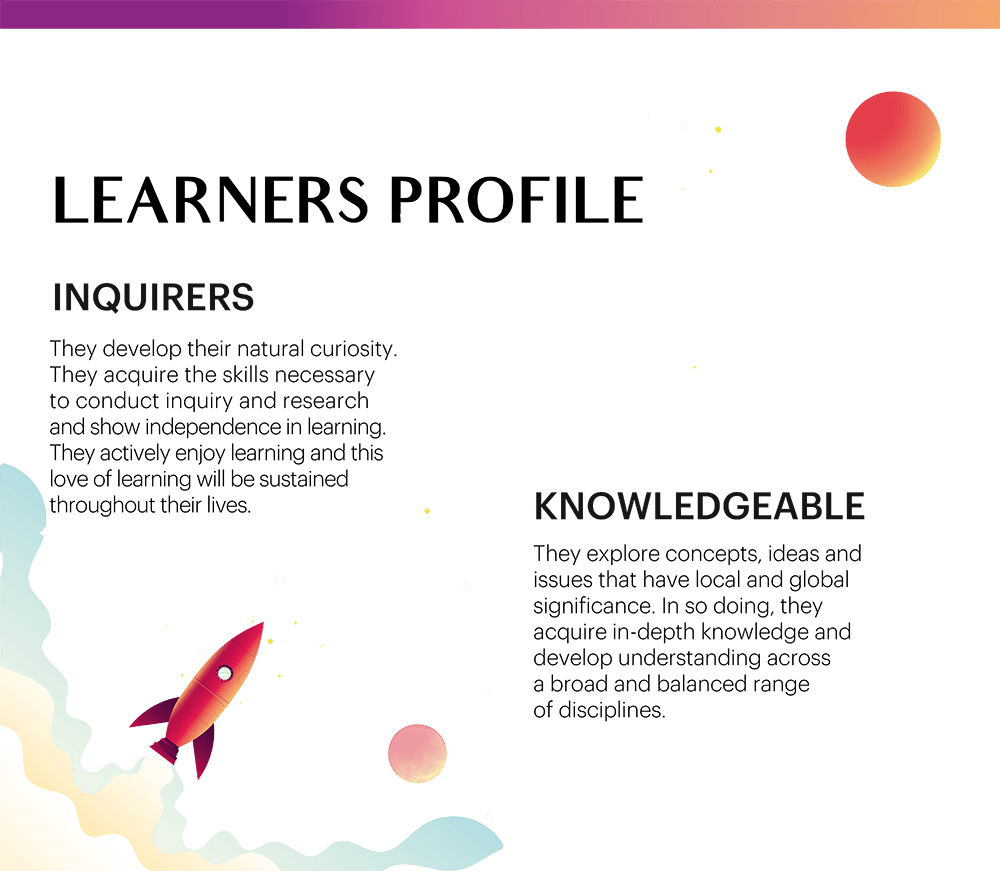 LEARNERS PROFILE
INQUIRERS
They develop their natural curiosity.
They acquire the skills necessary
to conduct inquiry and research
and show independence in learning.
They actively enjoy learning and this
love of learning will be sustained
throughout their lives.
KNOWLEDGEABLE
They explore concepts, ideas and
issues that have local and global
significance. In so doing, they
acquire in-depth knowledge and
develop understanding across
a broad and balanced range
of disciplines.